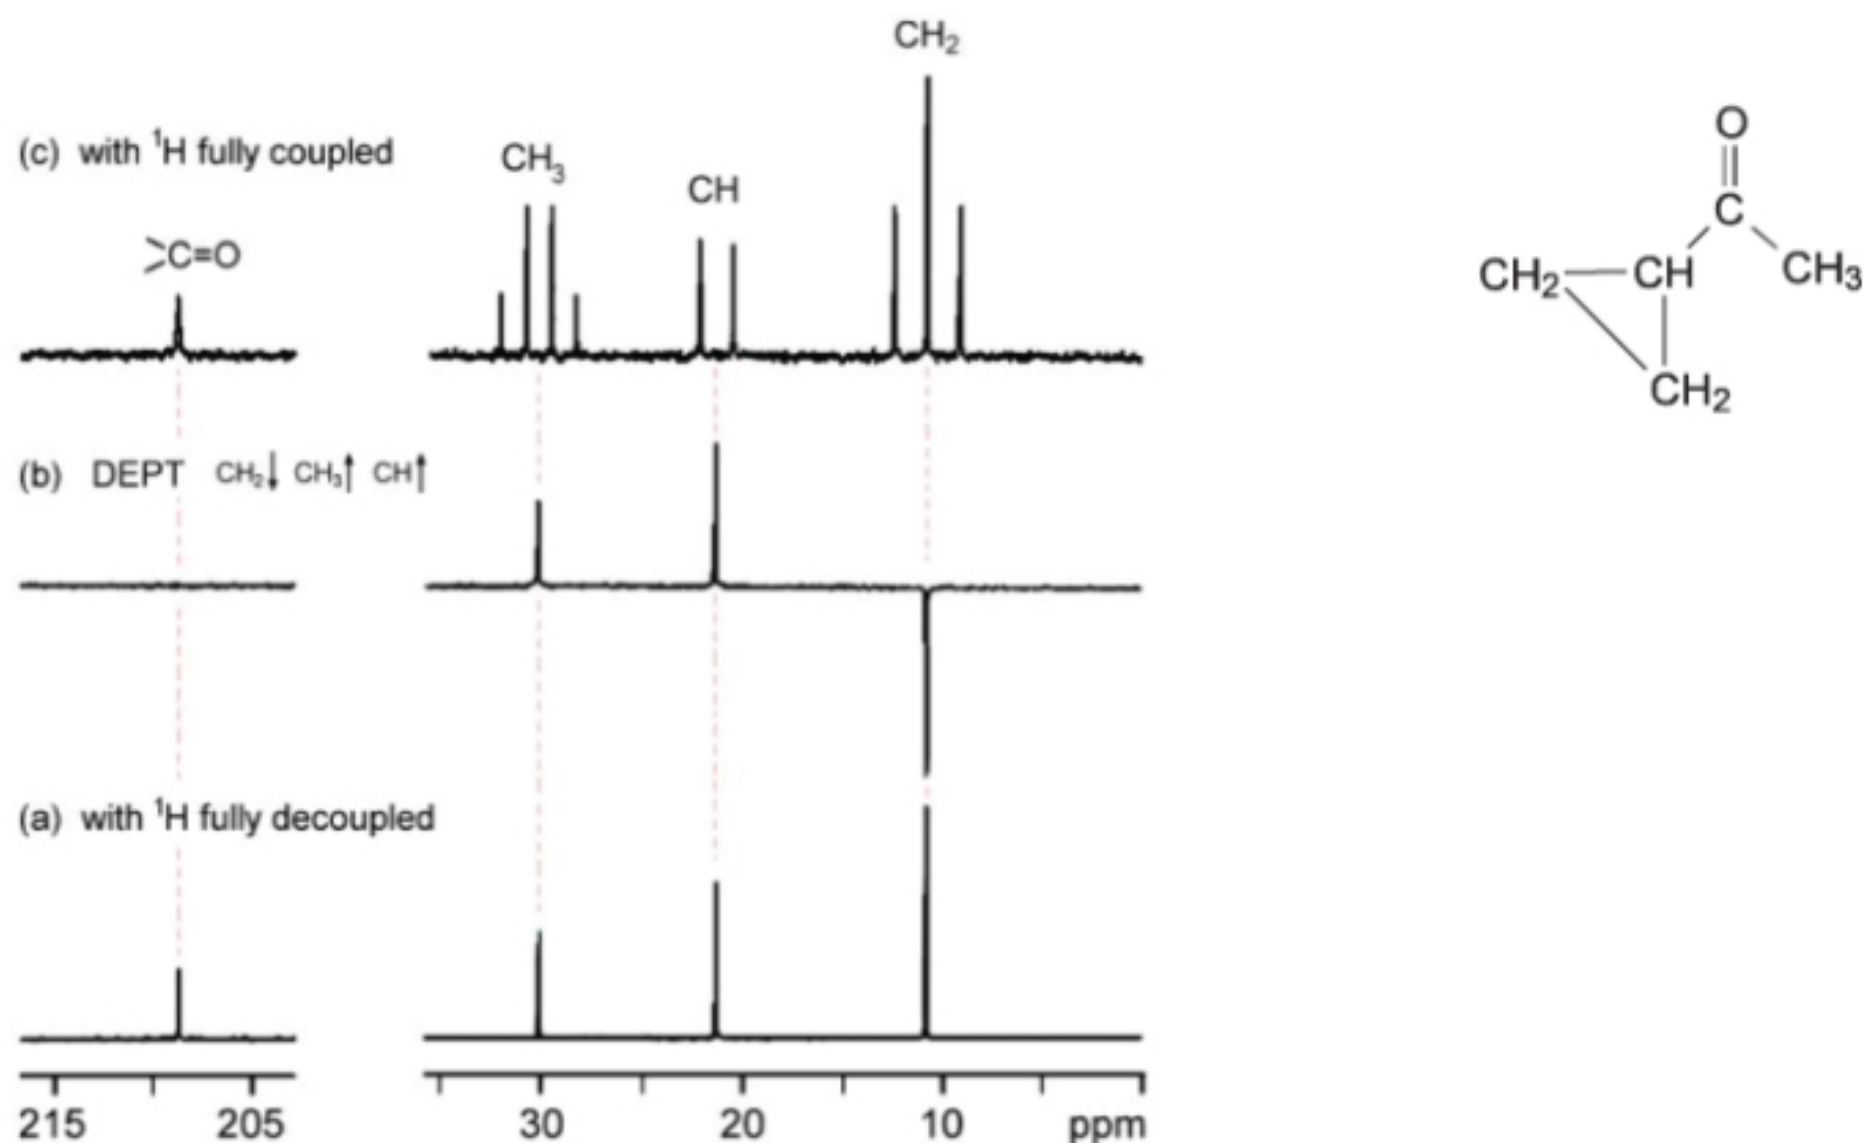 CH₂
(c) with ¹H fully coupled
CH₃
CH
>C=O
(b) DEPT CH₂↓ CH₃↑ CH↑
(a) with ¹H fully decoupled
215 205 30 20 10 ppm
O
C
CH₂ CH CH₃
CH₂